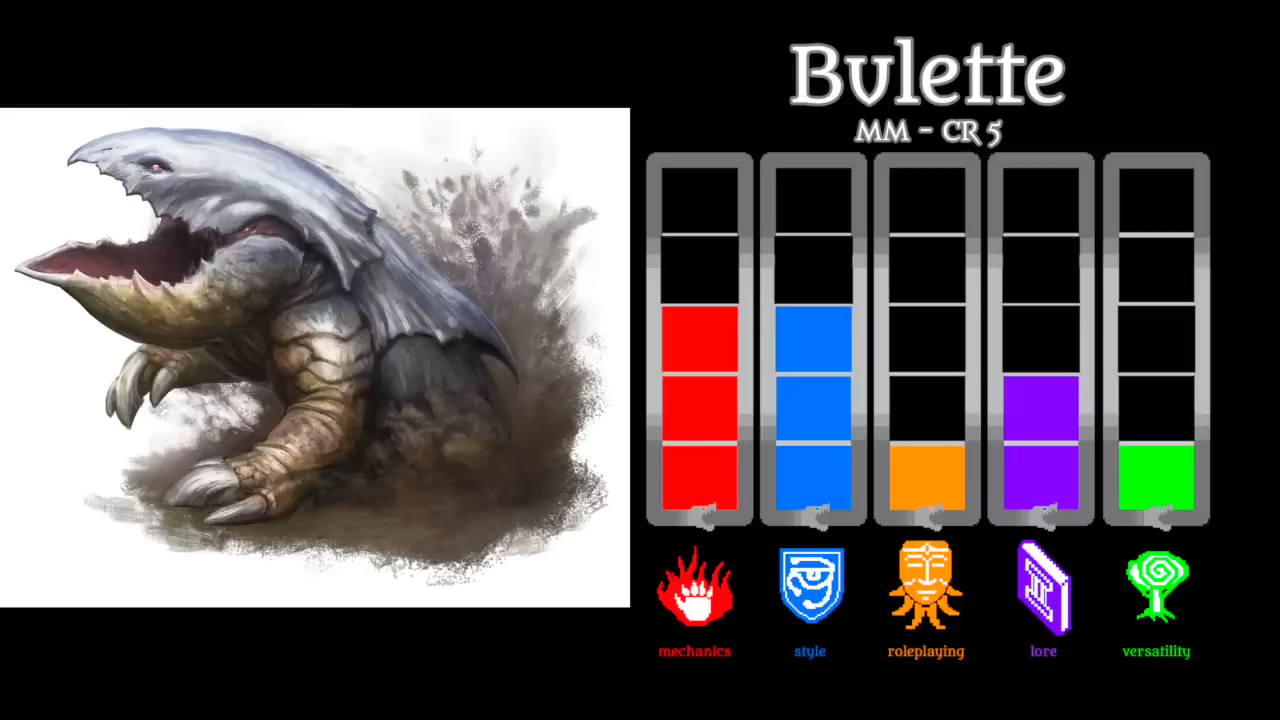 Bulette
MM - CR 5
mechanics
style
roleplaying
lore
versatility